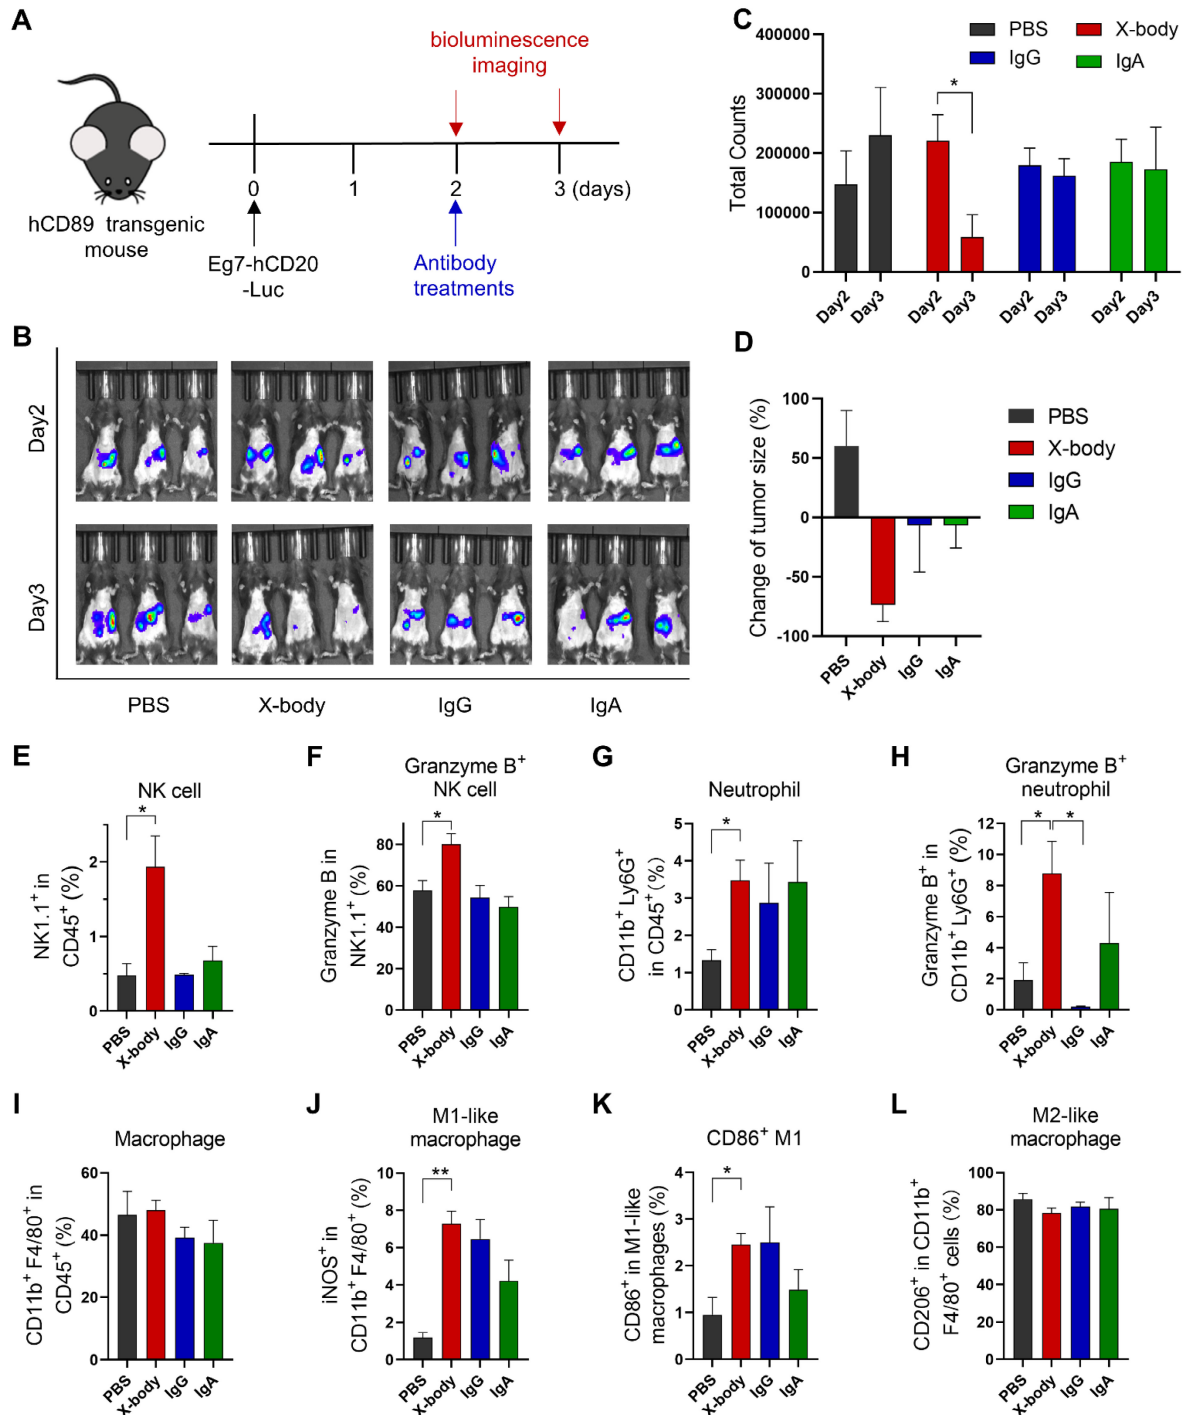 A
bioluminescence
imaging
0
1
2
3 (days)
hCD89 transgenic
mouse
Eg7-hCD20
-Luc
Antibody
treatments
C
PBS
X-body
IgG
IgA
Total Counts
400000
300000
200000
100000
0
*
Day2
Day3
Day2
Day3
Day2
Day3
Day2
Day3
B
Day2
Day3
PBS
X-body
IgG
IgA
D
Change of tumor size (%)
100
50
0
-50
-100
PBS
X-body
IgG
IgA
PBS
X-body
IgG
IgA
E
NK cell
*
NK1.1+ in
CD45+ (%)
2
1
0
PBS
X-body
IgG
IgA
F
Granzyme B+
NK cell
*
Granzyme B in
NK1.1+ (%)
80
60
40
20
0
PBS
X-body
IgG
IgA
G
Neutrophil
*
CD11b+ Ly6G+
in CD45+ (%)
5
4
3
2
1
0
PBS
X-body
IgG
IgA
H
Granzyme B+
neutrophil
*
*
Granzyme B+ in
CD11b+ Ly6G+ (%)
12
10
8
6
4
2
0
PBS
X-body
IgG
IgA
I
Macrophage
CD11b+ F4/80+ in
CD45+ (%)
60
40
20
0
PBS
X-body
IgG
IgA
J
M1-like
macrophage
**
iNOS+ in
CD11b+ F4/80+ (%)
10
8
6
4
2
0
PBS
X-body
IgG
IgA
K
CD86+ M1
*
CD86+ in M1-like
macrophages (%)
4
3
2
1
0
PBS
X-body
IgG
IgA
L
M2-like
macrophage
CD206+ in CD11b+
F4/80+ cells (%)
100
80
60
40
20
0
PBS
X-body
IgG
IgA